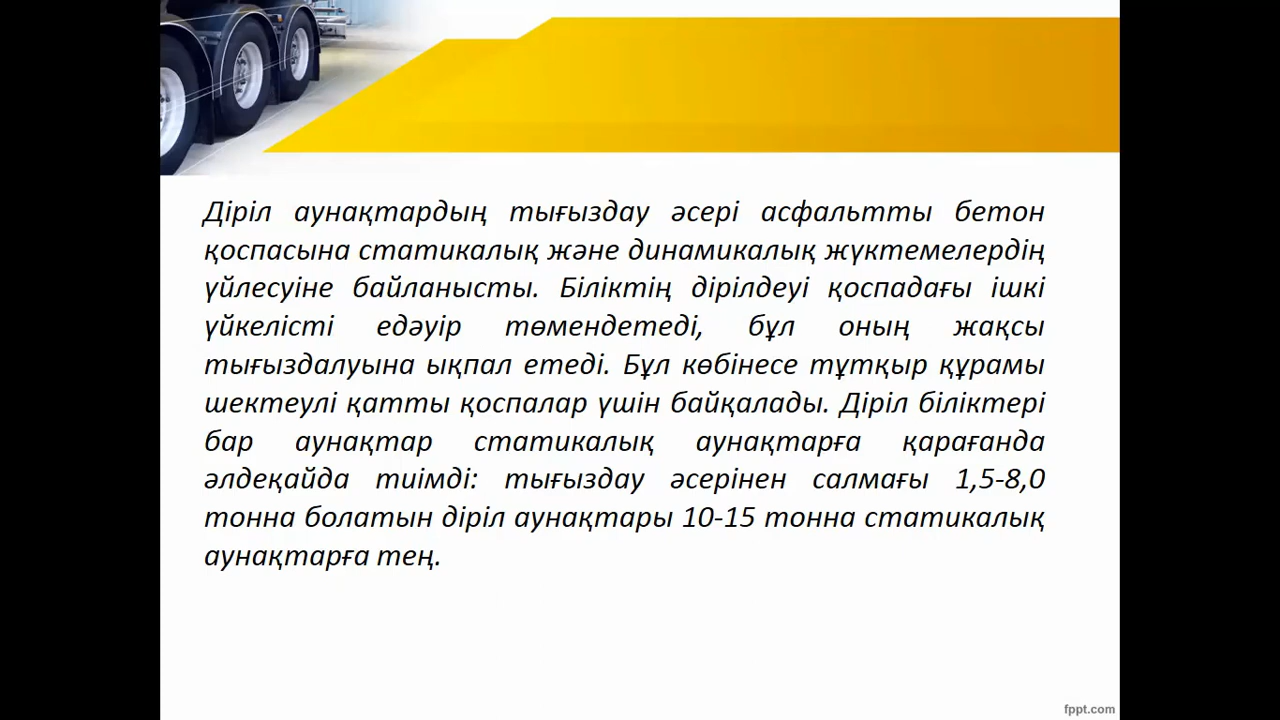 Діріл аунақтардың тығыздау әсері асфальтты бетон
қоспасына статикалық және динамикалық жүктемелердің
үйлесуіне байланысты. Біліктің дірілдеуі қоспадағы ішкі
үйкелісті едәуір төмендетеді, бұл оның жақсы
тығыздалуына ықпал етеді. Бұл көбінесе тұтқыр құрамы
шектеулі қатты қоспалар үшін байқалады. Діріл біліктері
бар аунақтар статикалық аунақтарға қарағанда
әлдеқайда тиімді: тығыздау әсерінен салмағы 1,5-8,0
тонна болатын діріл аунақтары 10-15 тонна статикалық
аунақтарға тең.
fppt.com